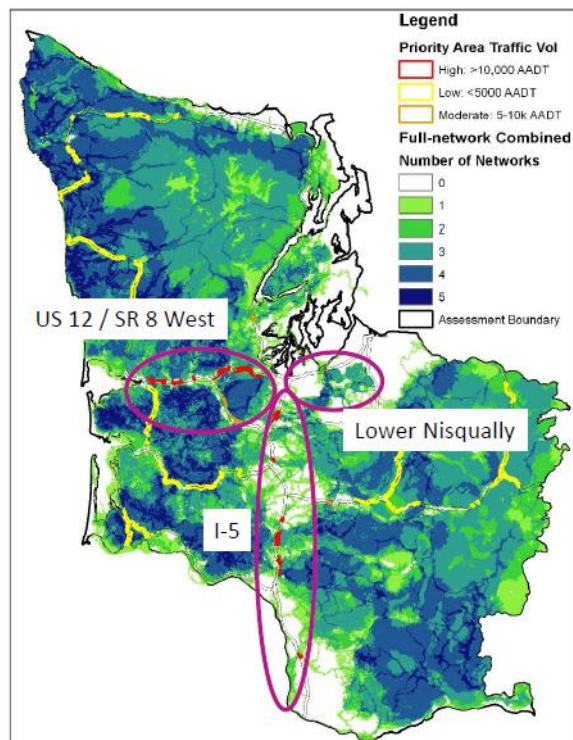 Legend
Priority Area Traffic Vol
High: >10,000 AADT
Low: <5000 AADT
Moderate: 5-10k AADT
Full-network Combined
Number of Networks
0
1
2
3
4
5
Assessment Boundary
US 12 / SR 8 West
Lower Nisqually
I-5